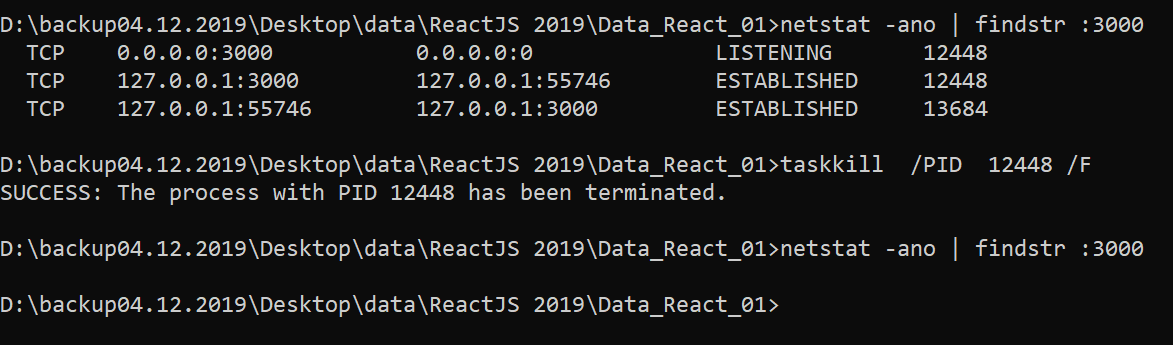 D:\backup04.12.2019\Desktop\data\ReactJS 2019\Data_React_01>netstat -ano | findstr :3000
  TCP    0.0.0.0:3000           0.0.0.0:0              LISTENING       12448
  TCP    127.0.0.1:3000         127.0.0.1:55746        ESTABLISHED     12448
  TCP    127.0.0.1:55746        127.0.0.1:3000         ESTABLISHED     13684
D:\backup04.12.2019\Desktop\data\ReactJS 2019\Data_React_01>taskkill  /PID  12448 /F
SUCCESS: The process with PID 12448 has been terminated.
D:\backup04.12.2019\Desktop\data\ReactJS 2019\Data_React_01>netstat -ano | findstr :3000
D:\backup04.12.2019\Desktop\data\ReactJS 2019\Data_React_01>